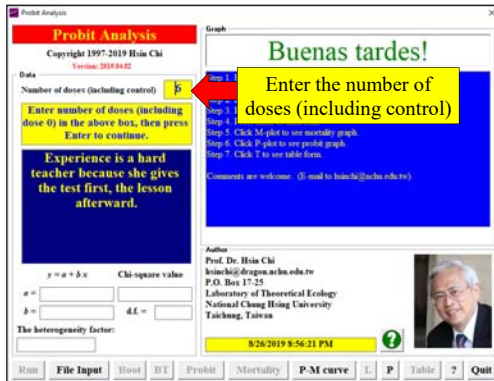 Probit Analysis
Probit Analysis
Copyright 1997-2019 Hsin Chi
Version: 2019.04.02
Data
Number of doses (including control) 6
Enter number of doses (including dose 0) in the above box, then press Enter to continue.
Experience is a hard
teacher because she gives
the test first, the lesson
afterward.
y = a + b x Chi-square value
a =
b = d.f. =
The heterogeneity factor:
Graph
Buenas tardes!
Enter the number of
doses (including control)
Step 1.
Step 5. Click M-plot to see mortality graph.
Step 6. Click P-plot to see probit graph.
Step 7. Click T to see table form.
Comments are welcome. (E-mail to hsinchi@nchu.edu.tw).
Author
Prof. Dr. Hsin Chi
hsinchi@dragon.nchu.edu.tw
P.O. Box 17-25
Laboratory of Theoretical Ecology
National Chung Hsing University
Taichung, Taiwan
8/26/2019 8:56:21 PM
?
Run File Input Boot BT Probit Mortality P-M curve L P Table ? Quit